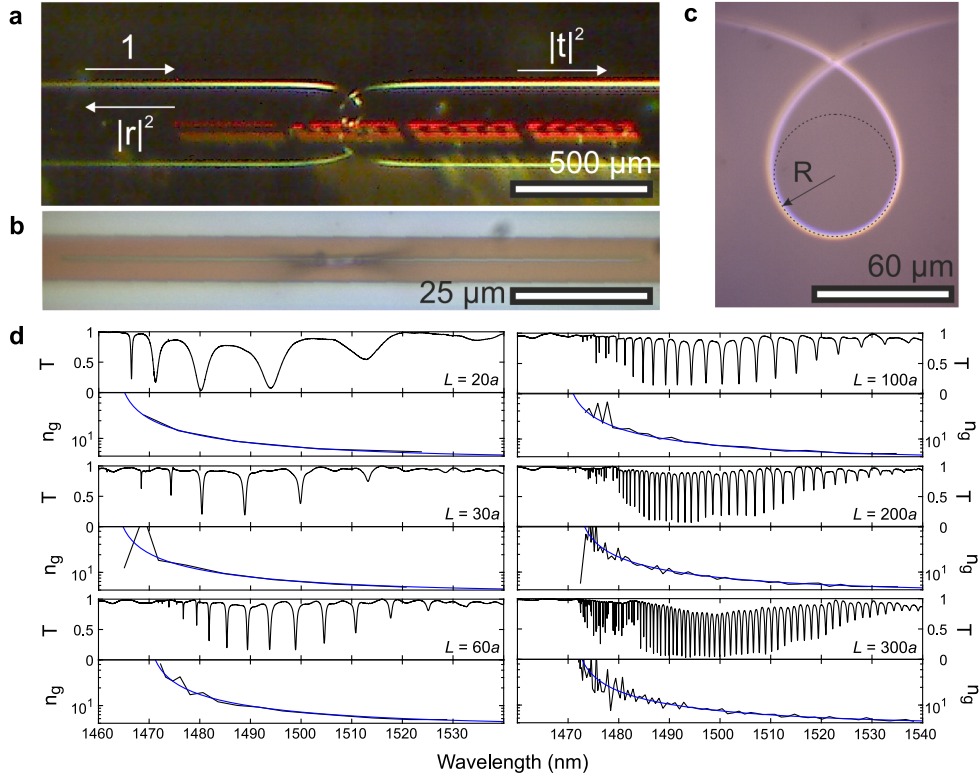 a
1
|t|²
|r|²
500 µm
b
25 µm
c
R
60 µm
d
1
T
0.5
0
L = 20a
n_g
10¹
1
T
0.5
0
L = 30a
n_g
10¹
1
T
0.5
0
L = 60a
n_g
10¹
1460 1470 1480 1490 1500 1510 1520 1530
1
0.5
T
0
L = 100a
10¹
n_g
1
0.5
T
0
L = 200a
10¹
n_g
1
0.5
T
0
L = 300a
10¹
n_g
1470 1480 1490 1500 1510 1520 1530 1540
Wavelength (nm)